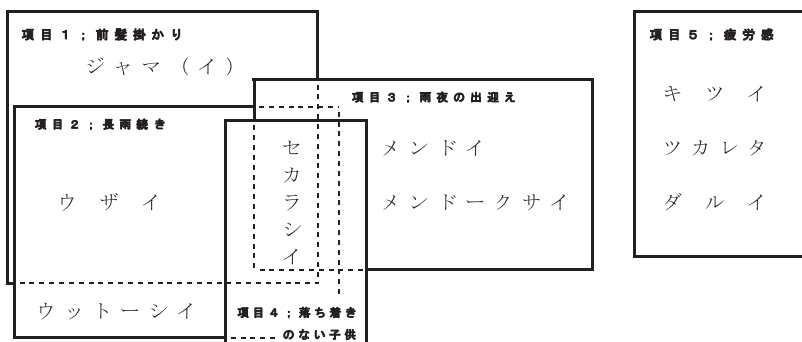 項目１；前髪掛かり
ジャマ（イ）
項目２；長雨続き
ウザイ
ウットーシイ
項目３；雨夜の出迎え
メンドイ
メンドークサイ
セカラシイ
項目４；落ち着き
のない子供
項目５；疲労感
キツイ
ツカレタ
ダルイ